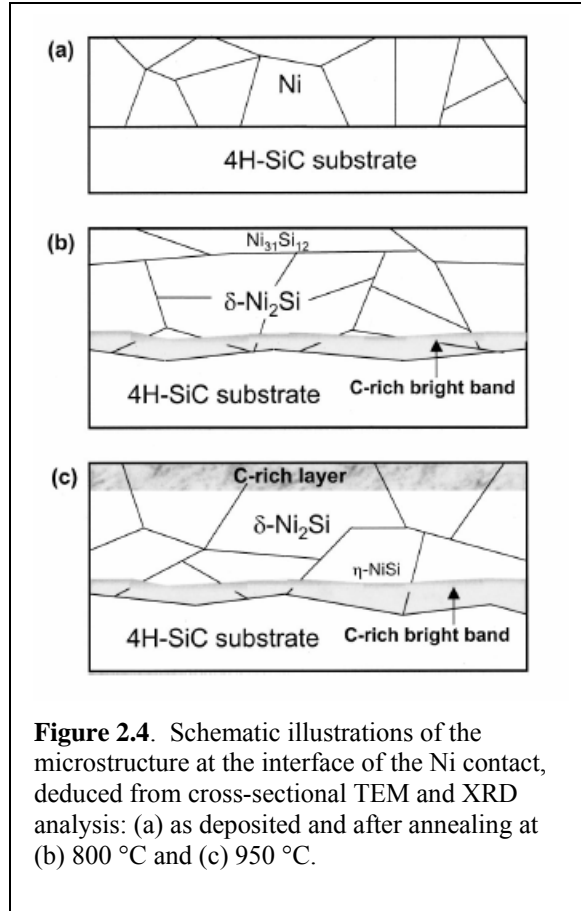 (a)
Ni
4H-SiC substrate
(b)
Ni₃₁Si₁₂
δ-Ni₂Si
C-rich bright band
4H-SiC substrate
(c)
C-rich layer
δ-Ni₂Si
η-NiSi
4H-SiC substrate
C-rich bright band
Figure 2.4. Schematic illustrations of the
microstructure at the interface of the Ni contact,
deduced from cross-sectional TEM and XRD
analysis: (a) as deposited and after annealing at
(b) 800 °C and (c) 950 °C.